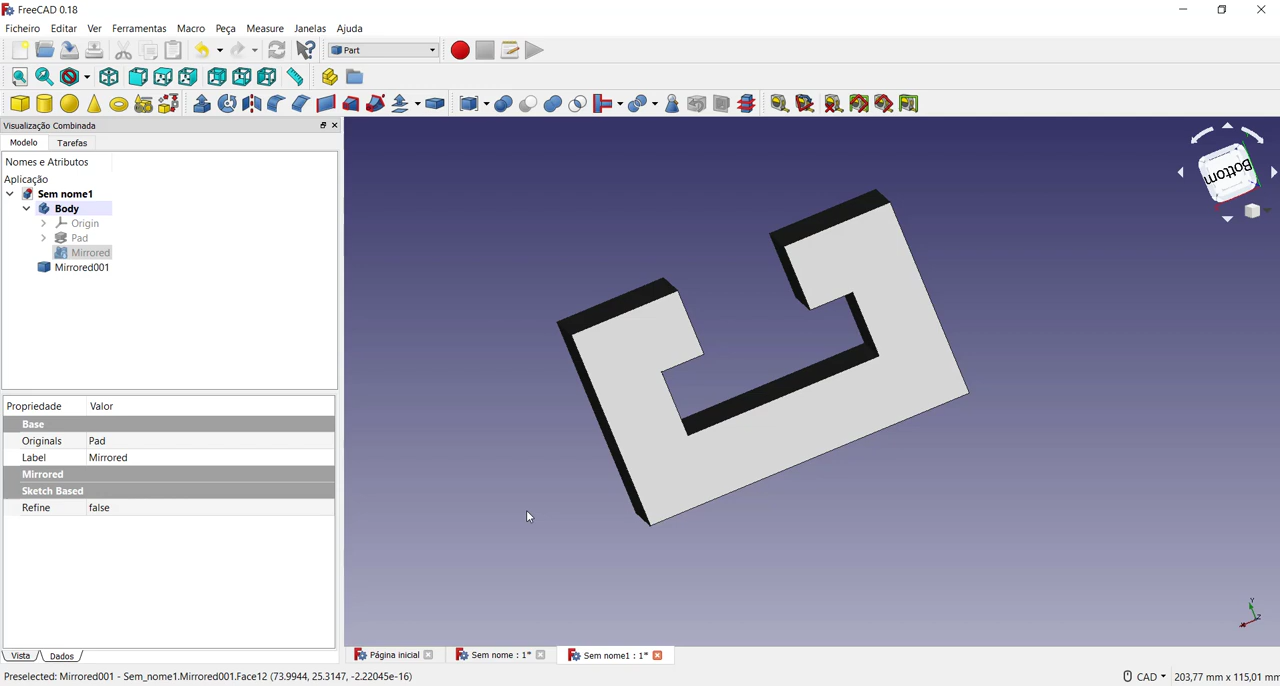 FreeCAD 0.18
Ficheiro Editar Ver Ferramentas Macro Peça Measure Janelas Ajuda
Part
Visualização Combinada
Modelo Tarefas
Nomes e Atributos
Aplicação
Sem nome1
Body
Origin
Pad
Mirrored
Mirrored001
Propriedade Valor
Base
Originals Pad
Label Mirrored
Mirrored
Sketch Based
Refine false
Bottom
Y
Z
X
Vista Dados
Página inicial Sem nome : 1* Sem nome1 : 1*
Preselected: Mirrored001 - Sem_nome1.Mirrored001.Face12 (73.9944, 25.3147, -2.22045e-16) CAD 203,77 mm x 115,01 mm